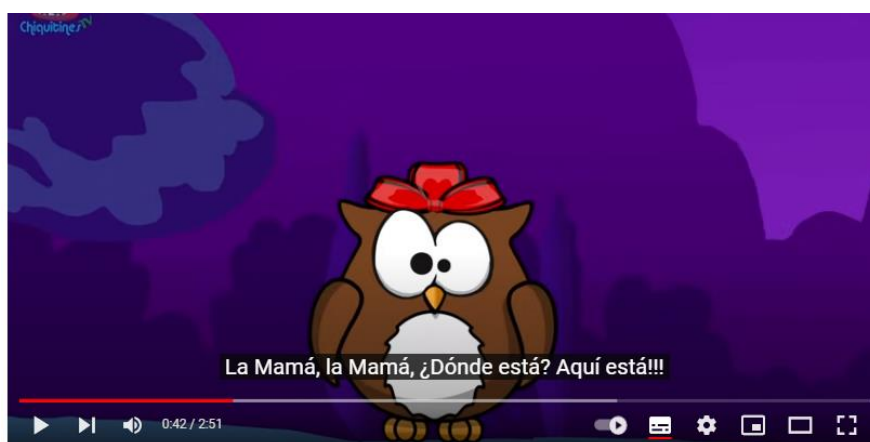 ChiquitinesTV
La Mamá, la Mamá, ¿Dónde está? Aquí está!!!
0:42 / 2:51